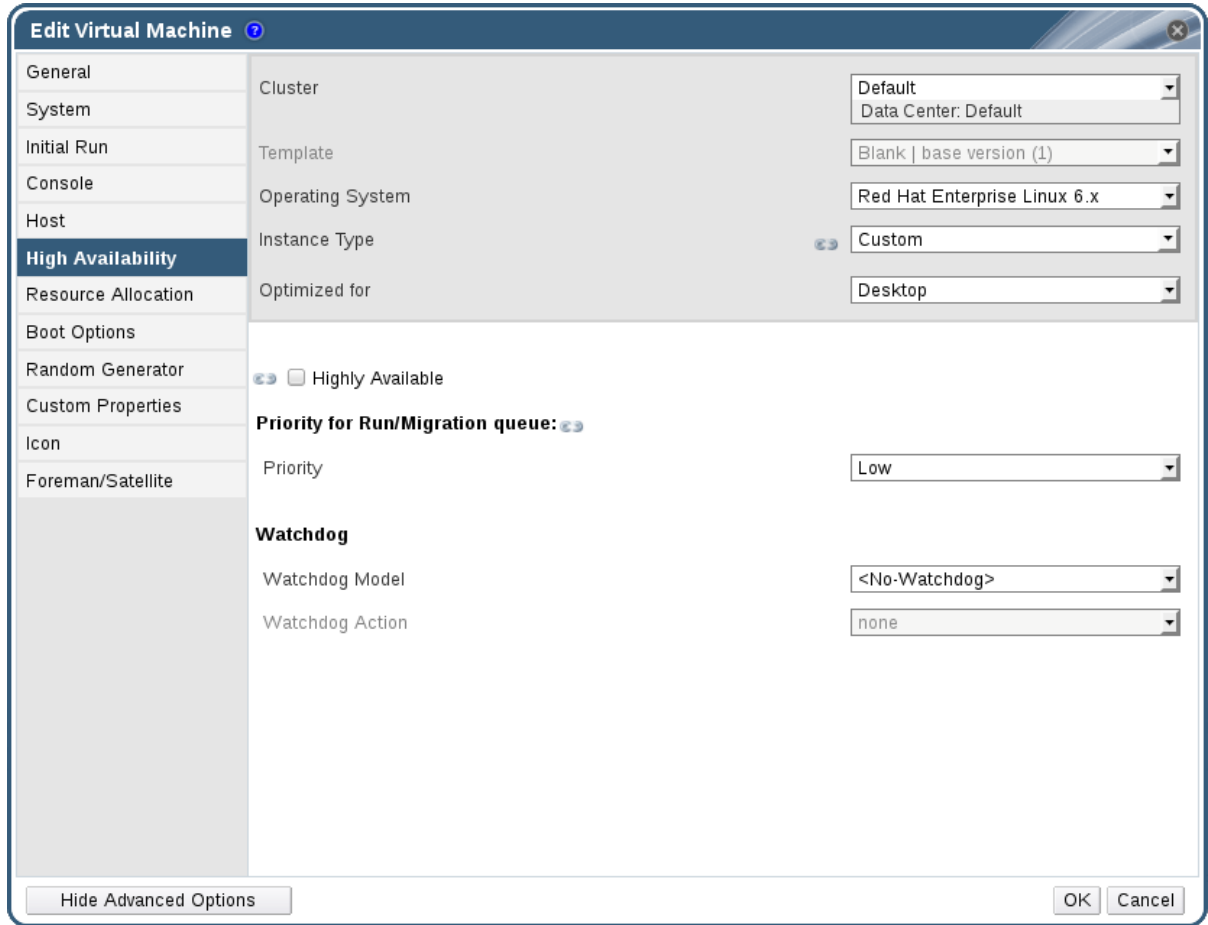 Edit Virtual Machine ?
General
System
Initial Run
Console
Host
High Availability
Resource Allocation
Boot Options
Random Generator
Custom Properties
Icon
Foreman/Satellite
Cluster Default
Data Center: Default
Template Blank | base version (1)
Operating System Red Hat Enterprise Linux 6.x
Instance Type Custom
Optimized for Desktop
Highly Available
Priority for Run/Migration queue:
Priority Low
Watchdog
Watchdog Model <No-Watchdog>
Watchdog Action none
Hide Advanced Options OK Cancel